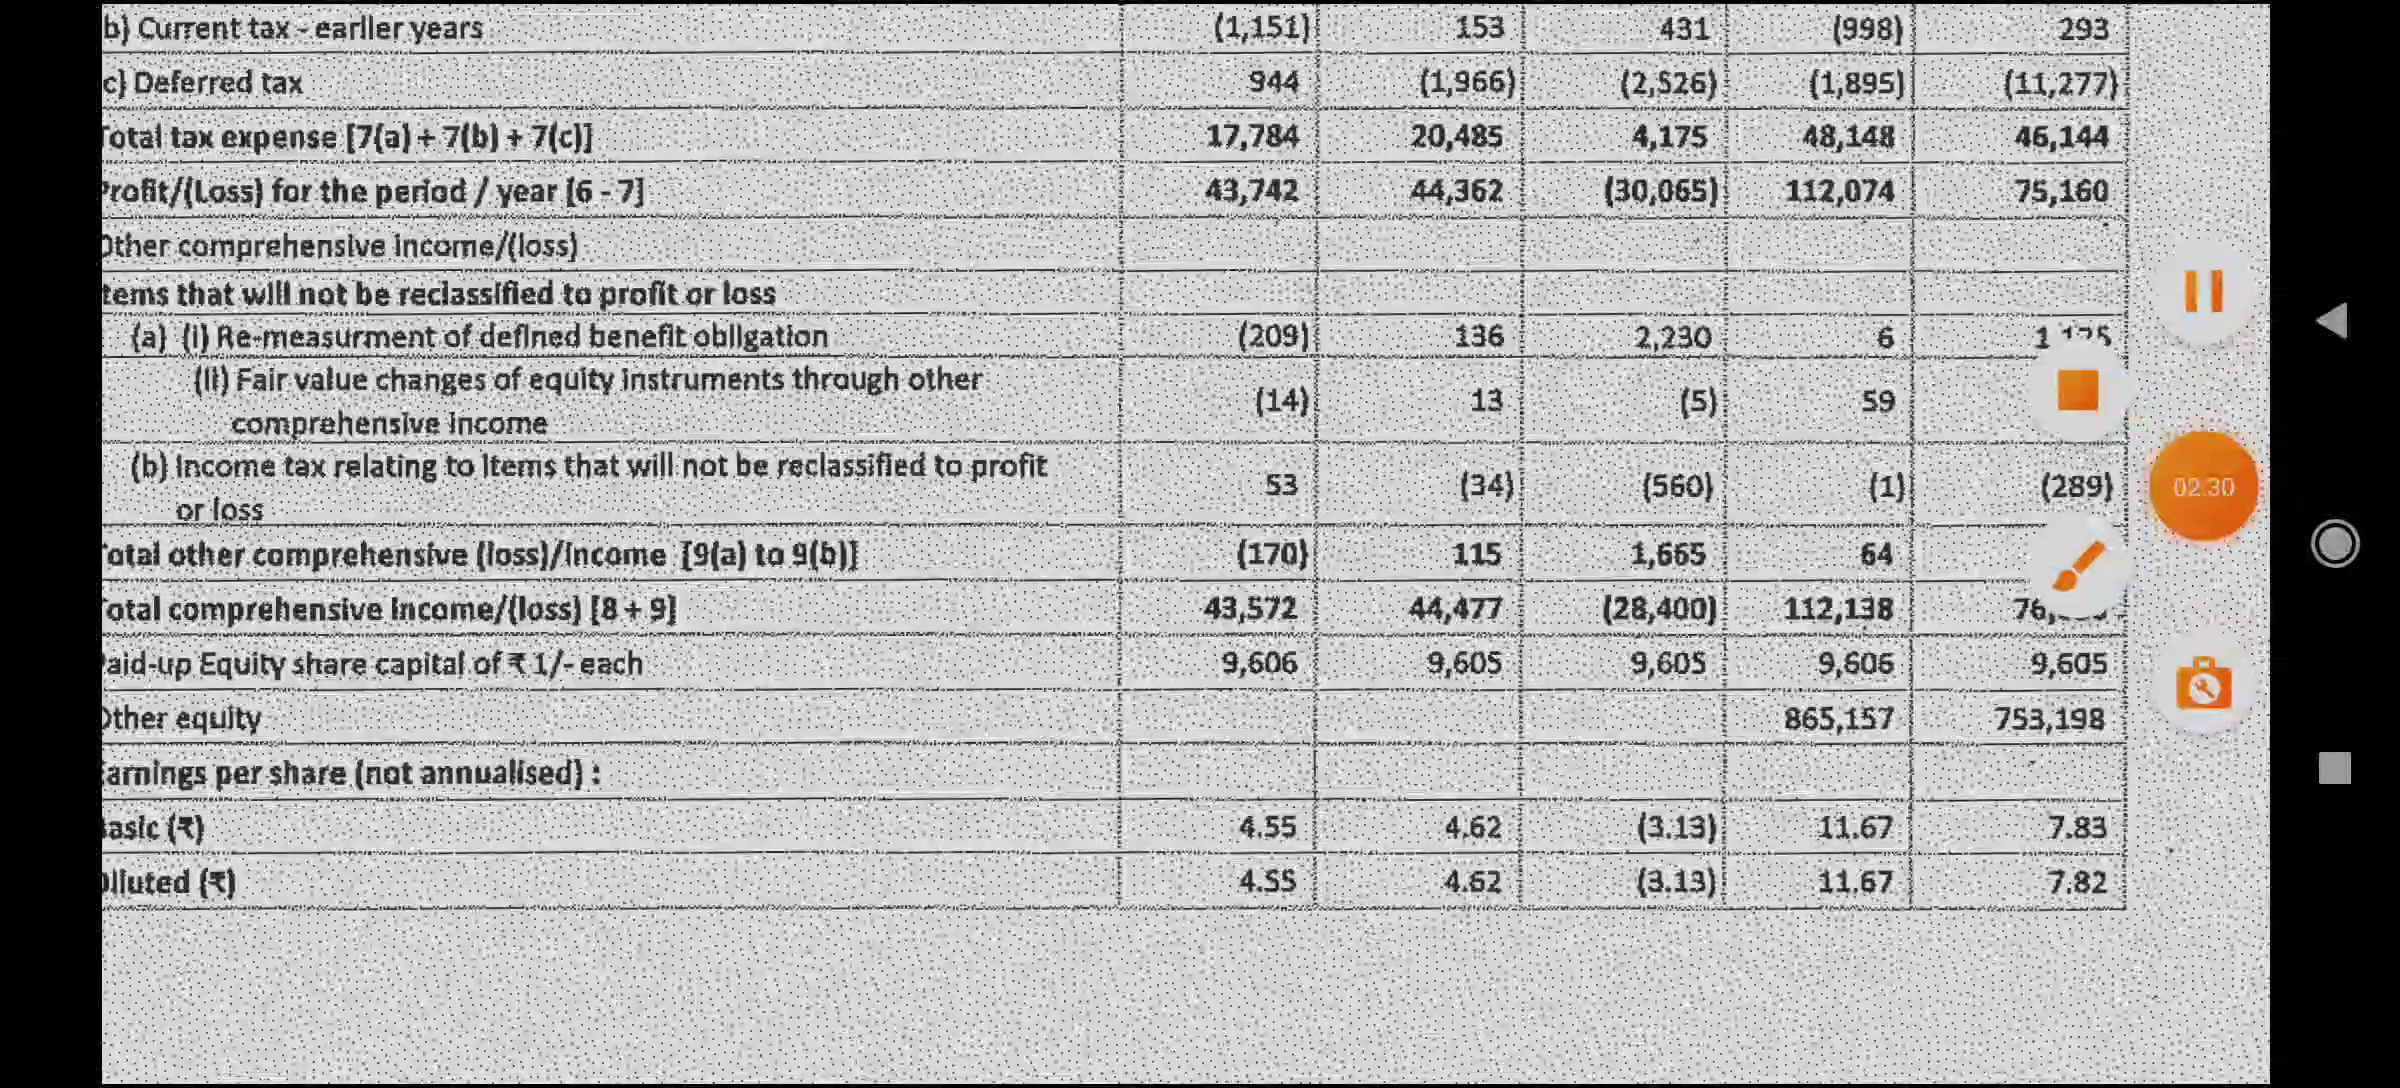 b) Current tax - earlier years (1,151) 153 431 (998) 293
c) Deferred tax 944 (1,966) (2,526) (1,895) (11,277)
otal tax expense [7(a) + 7(b) + 7(c)] 17,784 20,485 4,175 48,148 46,144
rofit/(Loss) for the period / year [6 - 7] 43,742 44,362 (30,065) 112,074 75,160
Other comprehensive income/(loss)
tems that will not be reclassified to profit or loss
(a) (i) Re-measurment of defined benefit obligation (209) 136 2,230 6
(ii) Fair value changes of equity instruments through other
comprehensive income (14) 13 (5) 59
(b) Income tax relating to items that will not be reclassified to profit
or loss 53 (34) (560) (1) (289)
otal other comprehensive (loss)/income [9(a) to 9(b)] (170) 115 1,665 64
otal comprehensive income/(loss) [8 + 9] 43,572 44,477 (28,400) 112,138 76,
aid-up Equity share capital of ₹ 1/- each 9,606 9,605 9,605 9,606 9,605
Other equity 865,157 753,198
arnings per share (not annualised) :
asic (₹) 4.55 4.62 (3.13) 11.67 7.83
Diluted (₹) 4.55 4.62 (3.13) 11.67 7.82
02:30